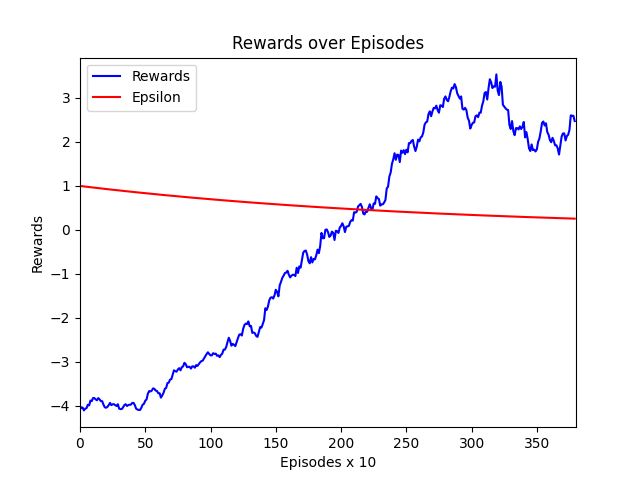 Rewards over Episodes
Rewards
Epsilon
3
2
1
0
−1
−2
−3
−4
Rewards
0 50 100 150 200 250 300 350
Episodes x 10